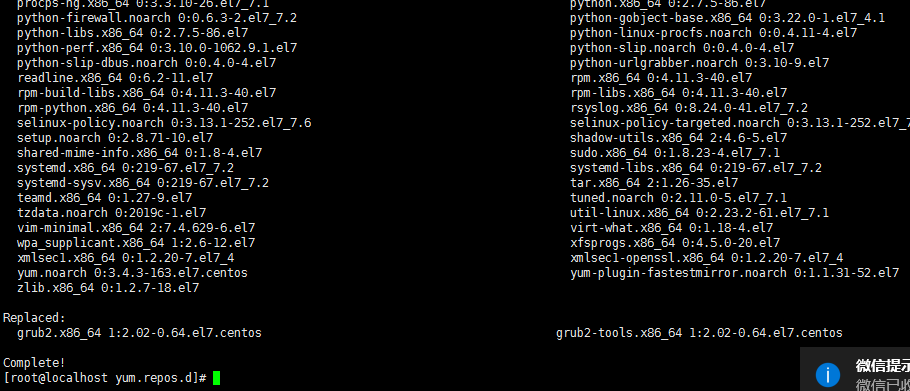 procps-ng.x86_64 0:3.3.10-26.el7_7.1 python.x86_64 0:2.7.5-86.el7
python-firewall.noarch 0:0.6.3-2.el7_7.2 python-gobject-base.x86_64 0:3.22.0-1.el7_4.1
python-libs.x86_64 0:2.7.5-86.el7 python-linux-procfs.noarch 0:0.4.11-4.el7
python-perf.x86_64 0:3.10.0-1062.9.1.el7 python-slip.noarch 0:0.4.0-4.el7
python-slip-dbus.noarch 0:0.4.0-4.el7 python-urlgrabber.noarch 0:3.10-9.el7
readline.x86_64 0:6.2-11.el7 rpm.x86_64 0:4.11.3-40.el7
rpm-build-libs.x86_64 0:4.11.3-40.el7 rpm-libs.x86_64 0:4.11.3-40.el7
rpm-python.x86_64 0:4.11.3-40.el7 rsyslog.x86_64 0:8.24.0-41.el7_7.2
selinux-policy.noarch 0:3.13.1-252.el7_7.6 selinux-policy-targeted.noarch 0:3.13.1-252.el7_7
setup.noarch 0:2.8.71-10.el7 shadow-utils.x86_64 2:4.6-5.el7
shared-mime-info.x86_64 0:1.8-4.el7 sudo.x86_64 0:1.8.23-4.el7_7.1
systemd.x86_64 0:219-67.el7_7.2 systemd-libs.x86_64 0:219-67.el7_7.2
systemd-sysv.x86_64 0:219-67.el7_7.2 tar.x86_64 2:1.26-35.el7
teamd.x86_64 0:1.27-9.el7 tuned.noarch 0:2.11.0-5.el7_7.1
tzdata.noarch 0:2019c-1.el7 util-linux.x86_64 0:2.23.2-61.el7_7.1
vim-minimal.x86_64 2:7.4.629-6.el7 virt-what.x86_64 0:1.18-4.el7
wpa_supplicant.x86_64 1:2.6-12.el7 xfsprogs.x86_64 0:4.5.0-20.el7
xmlsec1.x86_64 0:1.2.20-7.el7_4 xmlsec1-openssl.x86_64 0:1.2.20-7.el7_4
yum.noarch 0:3.4.3-163.el7.centos yum-plugin-fastestmirror.noarch 0:1.1.31-52.el7
zlib.x86_64 0:1.2.7-18.el7
Replaced:
grub2.x86_64 1:2.02-0.64.el7.centos grub2-tools.x86_64 1:2.02-0.64.el7.centos
Complete!
[root@localhost yum.repos.d]#
微信提示
微信已收